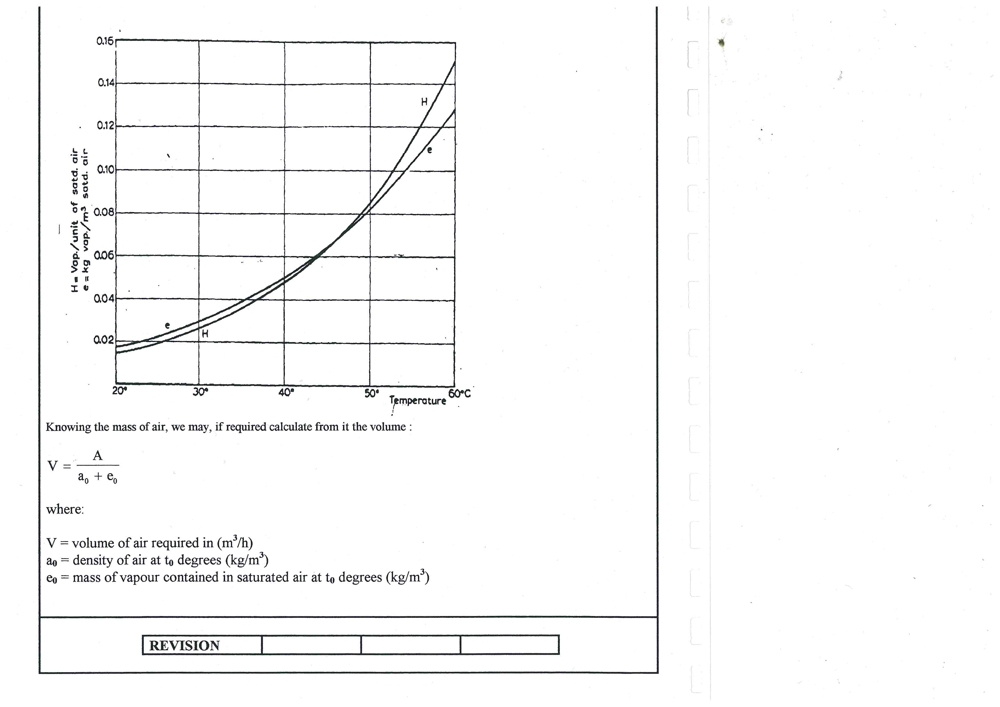 0.16
0.14
0.12
0.10
0.08
0.06
0.04
0.02
H = Vap./unit of satd. air
e = kg vap./m³ satd. air
H
e
e
H
20° 30° 40° 50° 60°C
Temperature
Knowing the mass of air, we may, if required calculate from it the volume :
V = A
a₀ + e₀
where:
V = volume of air required in (m³/h)
a₀ = density of air at t₀ degrees (kg/m³)
e₀ = mass of vapour contained in saturated air at t₀ degrees (kg/m³)
REVISION